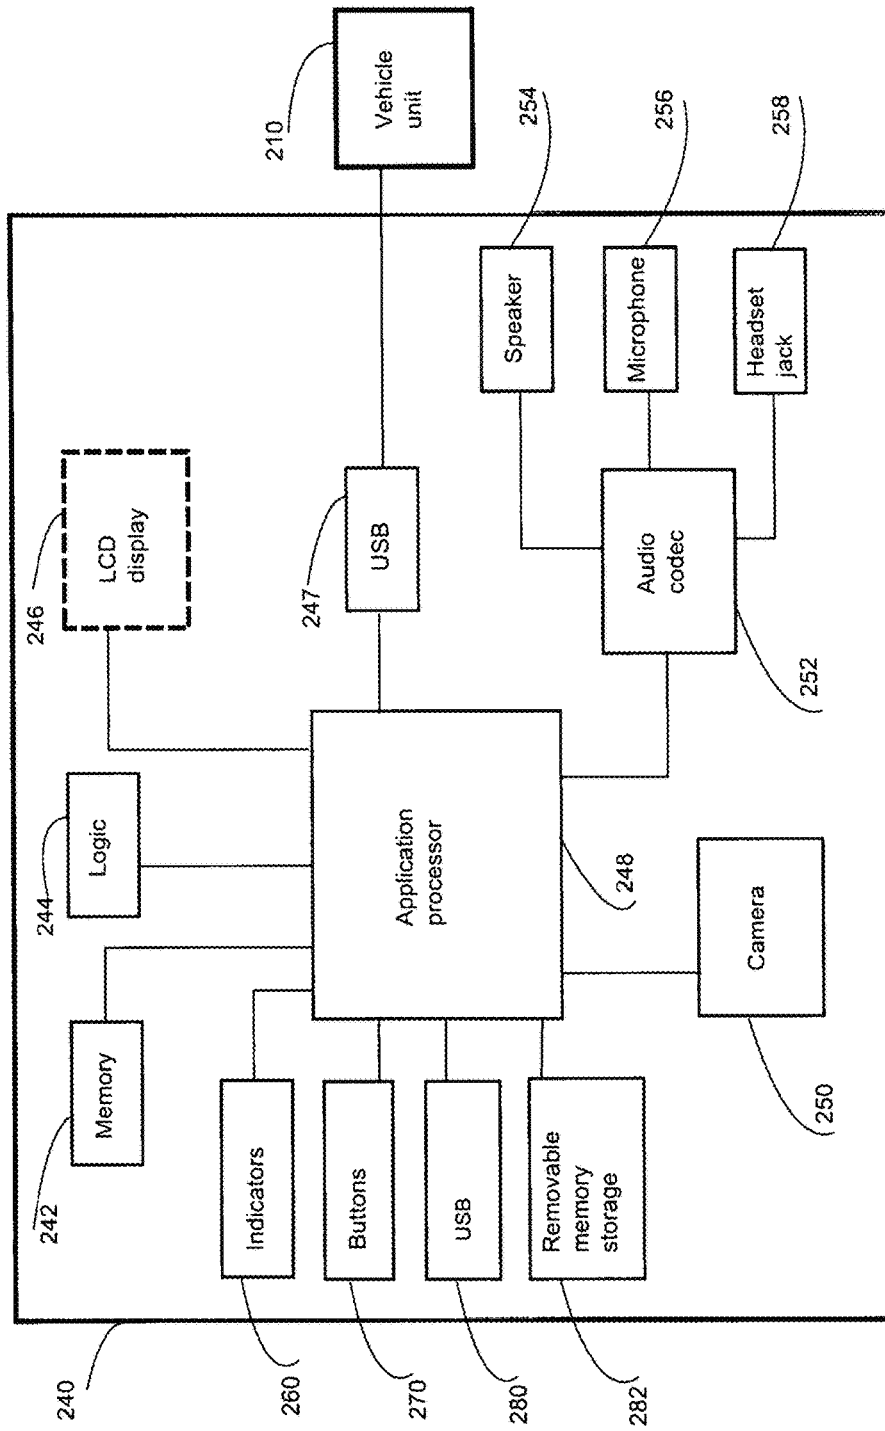 240
242
Memory
244
Logic
246
LCD
display
210
Vehicle
unit
260
Indicators
270
Buttons
280
USB
282
Removable
memory
storage
Application
processor
248
247
USB
250
Camera
252
Audio
codec
254
Speaker
256
Microphone
258
Headset
jack